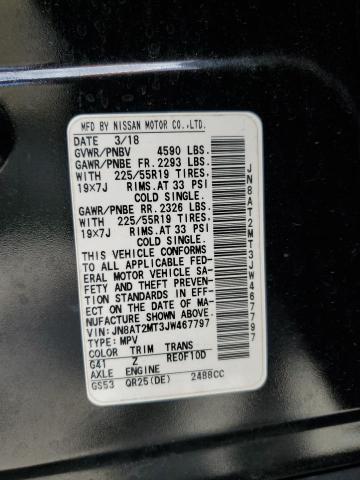 MFD BY NISSAN MOTOR CO.,LTD.
DATE 3/18
GVWR/PNBV 4590 LBS.
GAWR/PNBE FR. 2293 LBS.
WITH 225/55R19 TIRES
19×7J RIMS.AT 33 PSI
COLD SINGLE.
GAWR/PNBE RR. 2326 LBS.
WITH 225/55R19 TIRES
19×7J RIMS.AT 33 PSI
COLD SINGLE.
THIS VEHICLE CONFORMS
TO ALL APPLICABLE FED-
ERAL MOTOR VEHICLE SA-
FETY AND THEFT PREVEN-
TION STANDARDS IN EFF-
ECT ON THE DATE OF MA-
NUFACTURE SHOWN ABOVE.
VIN:JN8AT2MT3JW467797
TYPE:MPV
COLOR TRIM TRANS
G41 Z RE0F10D
AXLE ENGINE
GS53 QR25(DE) 2488CC
JN8AT2MT3JW467797